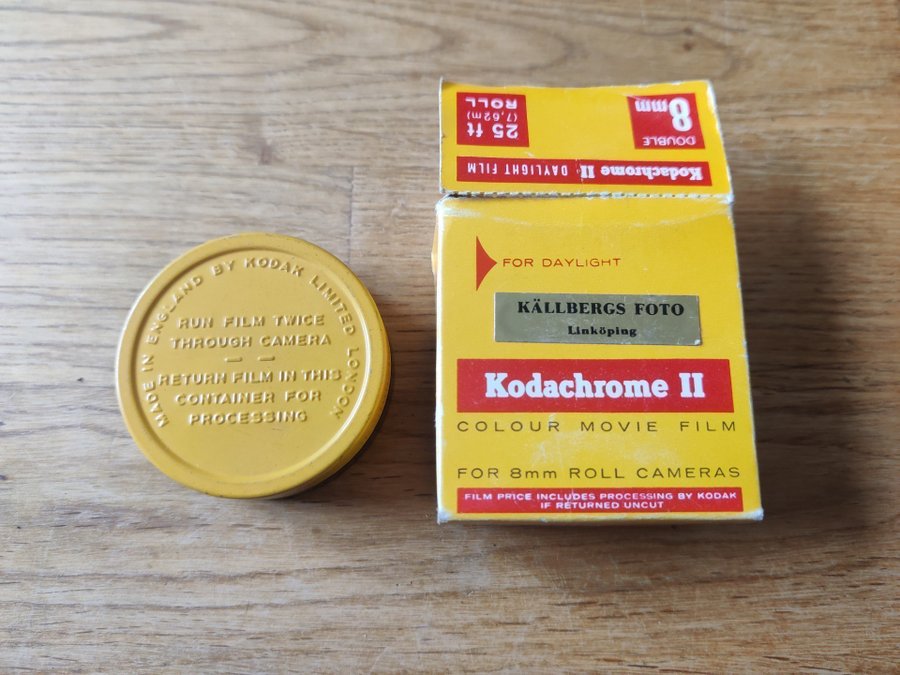 MADE IN ENGLAND BY KODAK LIMITED LONDON
RUN FILM TWICE
THROUGH CAMERA
— —
RETURN FILM IN THIS
CONTAINER FOR
PROCESSING
Kodachrome II DAYLIGHT FILM
DOUBLE
8mm
25 ft
(7,62m)
ROLL
FOR DAYLIGHT
KÄLLBERGS FOTO
Linköping
Kodachrome II
COLOUR MOVIE FILM
FOR 8mm ROLL CAMERAS
FILM PRICE INCLUDES PROCESSING BY KODAK
IF RETURNED UNCUT